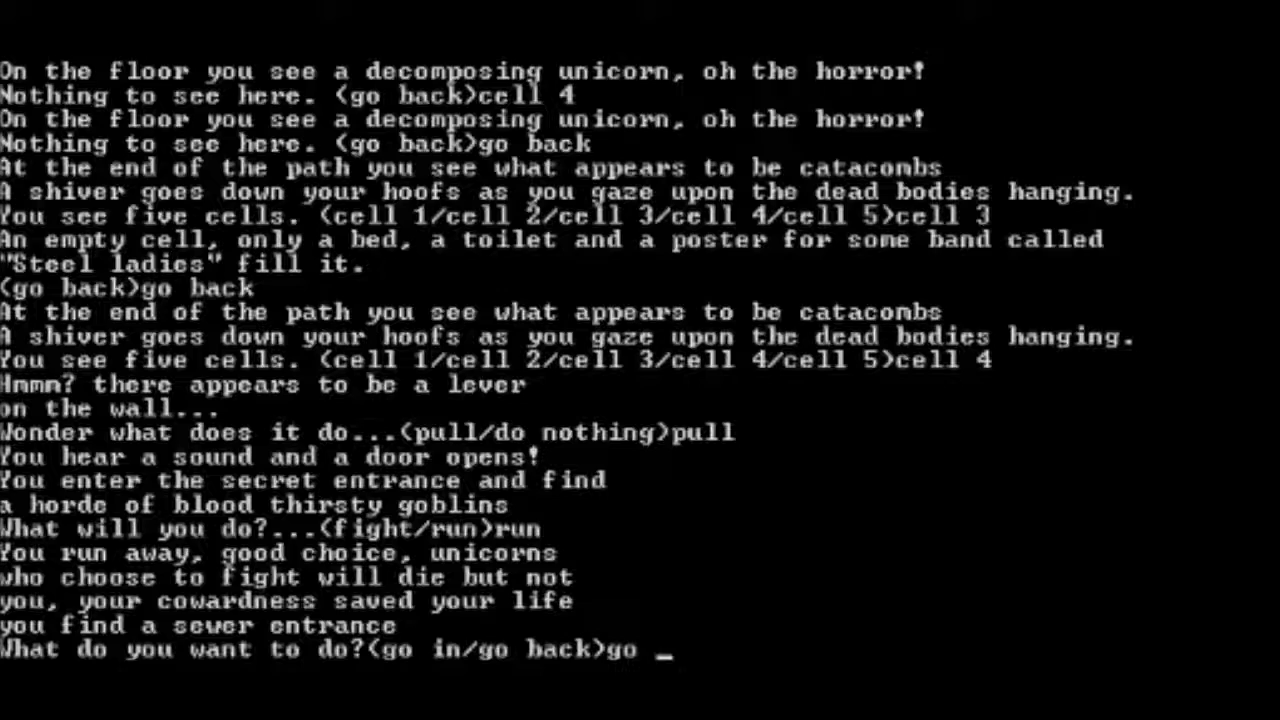 On the floor you see a decomposing unicorn, oh the horror!
Nothing to see here. (go back)cell 4
On the floor you see a decomposing unicorn, oh the horror!
Nothing to see here. (go back)go back
At the end of the path you see what appears to be catacombs
A shiver goes down your hoofs as you gaze upon the dead bodies hanging.
You see five cells. (cell 1/cell 2/cell 3/cell 4/cell 5)cell 3
An empty cell, only a bed, a toilet and a poster for some band called
"Steel ladies" fill it.
(go back)go back
At the end of the path you see what appears to be catacombs
A shiver goes down your hoofs as you gaze upon the dead bodies hanging.
You see five cells. (cell 1/cell 2/cell 3/cell 4/cell 5)cell 4
Hmmm? there appears to be a lever
on the wall...
Wonder what does it do...(pull/do nothing)pull
You hear a sound and a door opens!
You enter the secret entrance and find
a horde of blood thirsty goblins
What will you do?...(fight/run)run
You run away, good choice, unicorns
who choose to fight will die but not
you, your cowardness saved your life
you find a sewer entrance
What do you want to do?(go in/go back)go _